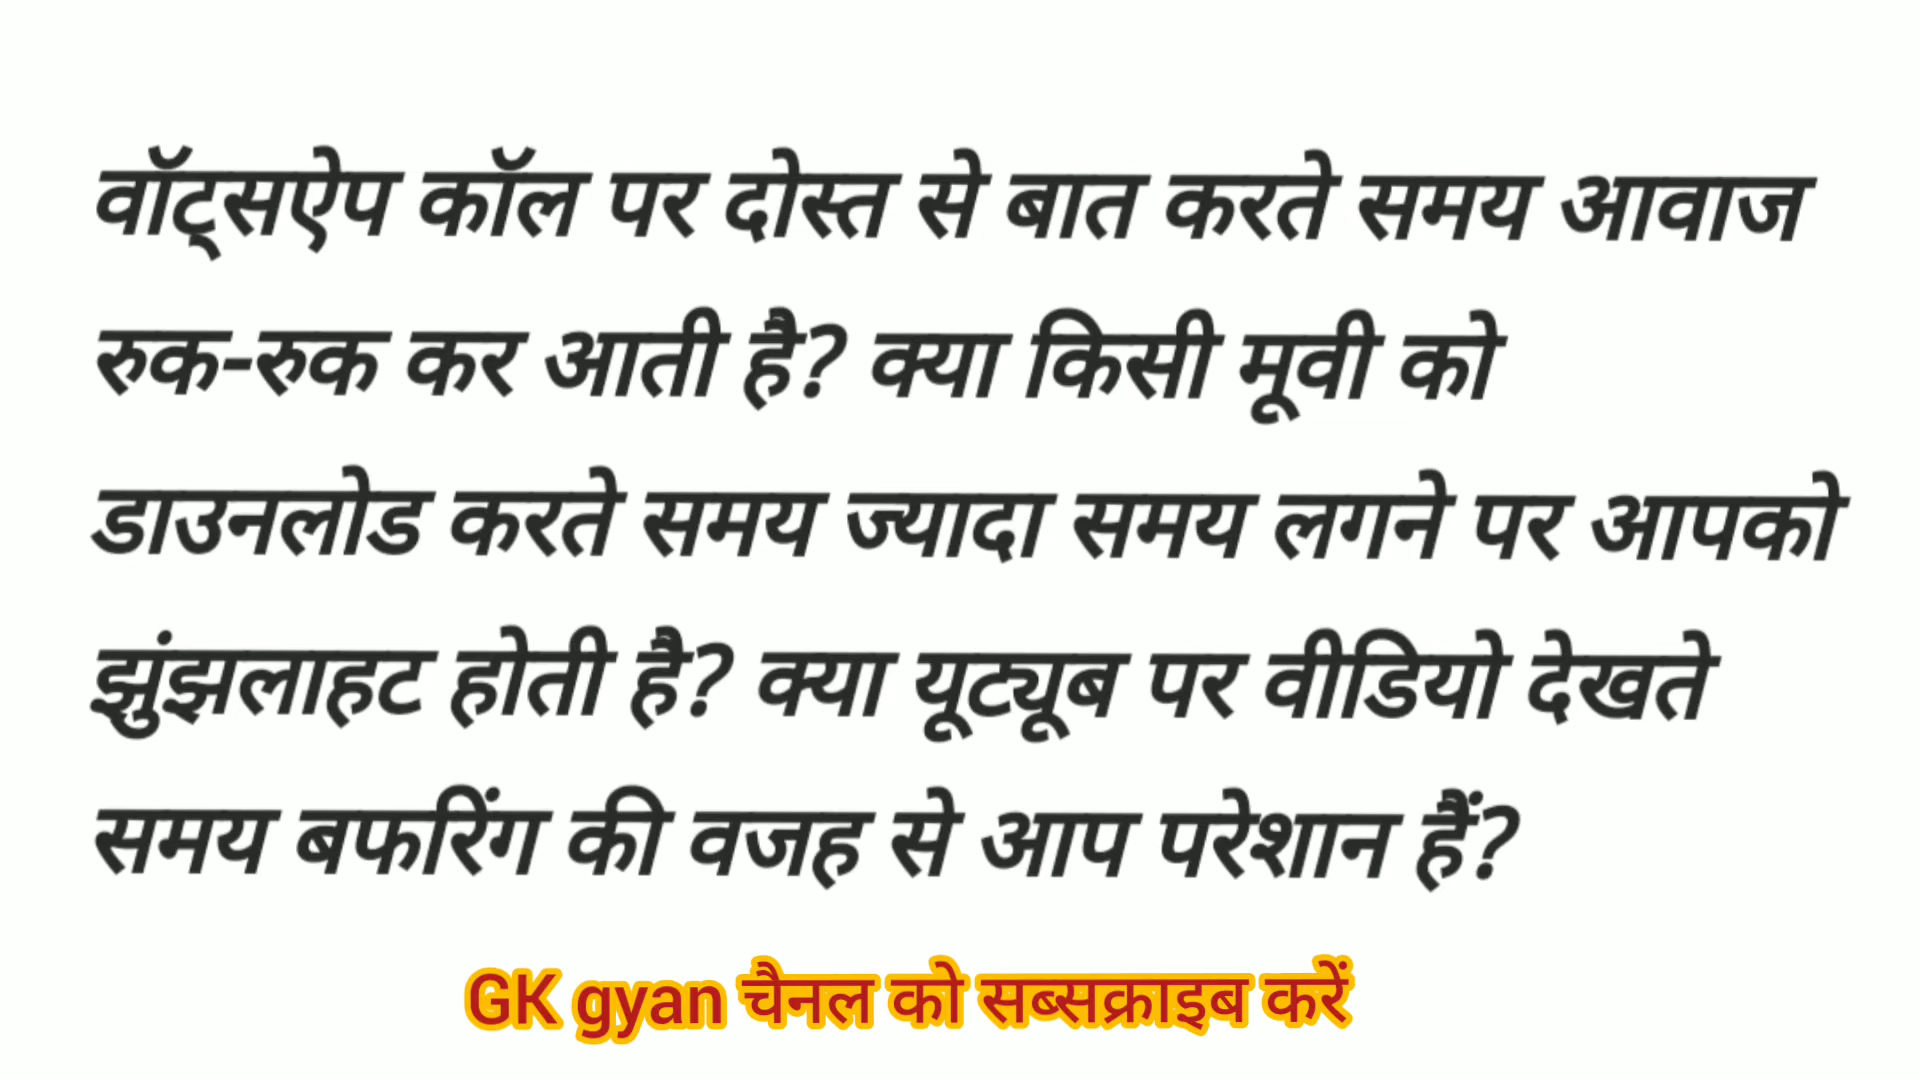 वॉट्सऐप कॉल पर दोस्त से बात करते समय आवाज
रुक-रुक कर आती है? क्या किसी मूवी को
डाउनलोड करते समय ज्यादा समय लगने पर आपको
झुंझलाहट होती है? क्या यूट्यूब पर वीडियो देखते
समय बफरिंग की वजह से आप परेशान हैं?
GK gyan चैनल को सब्सक्राइब करें